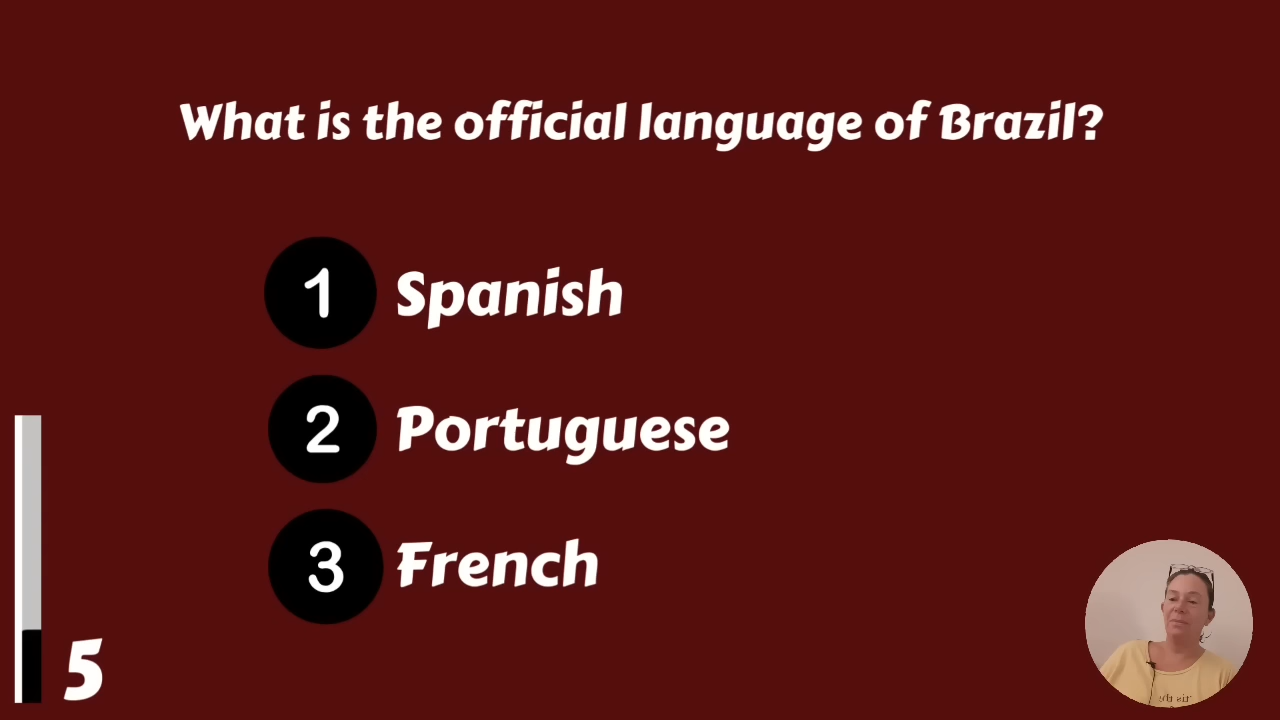 What is the official language of Brazil?
1 Spanish
2 Portuguese
3 French
5